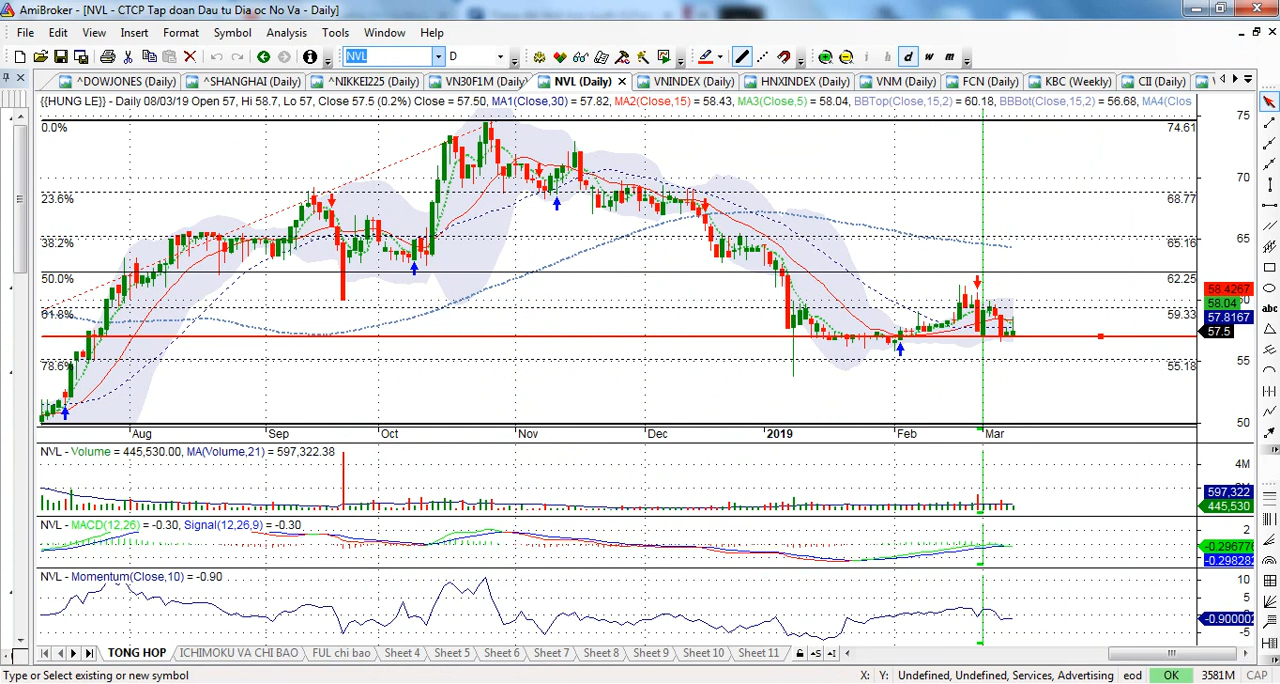 AmiBroker - [NVL - CTCP Tap doan Dau tu Dia oc No Va - Daily]
File Edit View Insert Format Symbol Analysis Tools Window Help
NVL D i h d w m
^DOWJONES (Daily) ^SHANGHAI (Daily) ^NIKKEI225 (Daily) VN30F1M (Daily) NVL (Daily) VNINDEX (Daily) HNXINDEX (Daily) VNM (Daily) FCN (Daily) KBC (Weekly) CII (Daily)
{{HUNG LE}} - Daily 08/03/19 Open 57, Hi 58.7, Lo 57, Close 57.5 (0.2%) Close = 57.50, MA1(Close,30) = 57.82, MA2(Close,15) = 58.43, MA3(Close,5) = 58.04, BBTop(Close,15,2) = 60.18, BBBot(Close,15,2) = 56.68, MA4(Clos
75
0.0% 74.61
70
23.6% 68.77
65
38.2% 65.16
50.0% 62.25
58.4267
58.04
61.8% 59.33
57.8167
57.5
55
78.6% 55.18
50
Aug Sep Oct Nov Dec 2019 Feb Mar
NVL - Volume = 445,530.00, MA(Volume,21) = 597,322.38
4M
597,322
445,530
NVL - MACD(12,26) = -0.30, Signal(12,26,9) = -0.30
2
-0.296776
-0.298282
NVL - Momentum(Close,10) = -0.90
10
5
-0.90000
-5
TONG HOP ICHIMOKU VA CHI BAO FUL chi bao Sheet 4 Sheet 5 Sheet 6 Sheet 7 Sheet 8 Sheet 9 Sheet 10 Sheet 11
Type or Select existing or new symbol X: Y: Undefined, Undefined, Services, Advertising eod OK 3581M CAP
abc